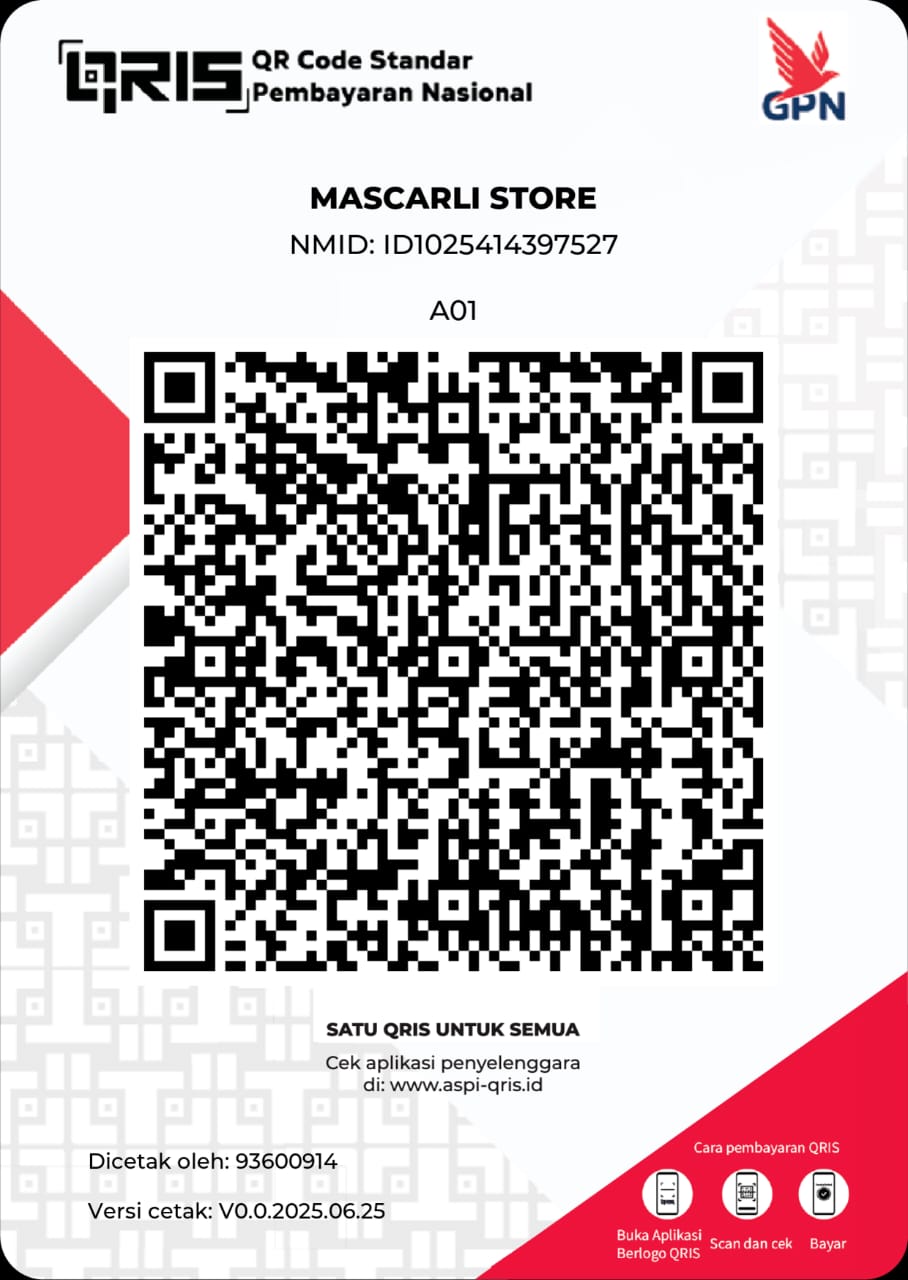 QRIS
QR Code Standar
Pembayaran Nasional
GPN
MASCARLI STORE
NMID: ID1025414397527
A01
SATU QRIS UNTUK SEMUA
Cek aplikasi penyelenggara
di: www.aspi-qris.id
Dicetak oleh: 93600914
Versi cetak: V0.0.2025.06.25
Cara pembayaran QRIS
Buka Aplikasi
Berlogo QRIS
Scan dan cek
Bayar